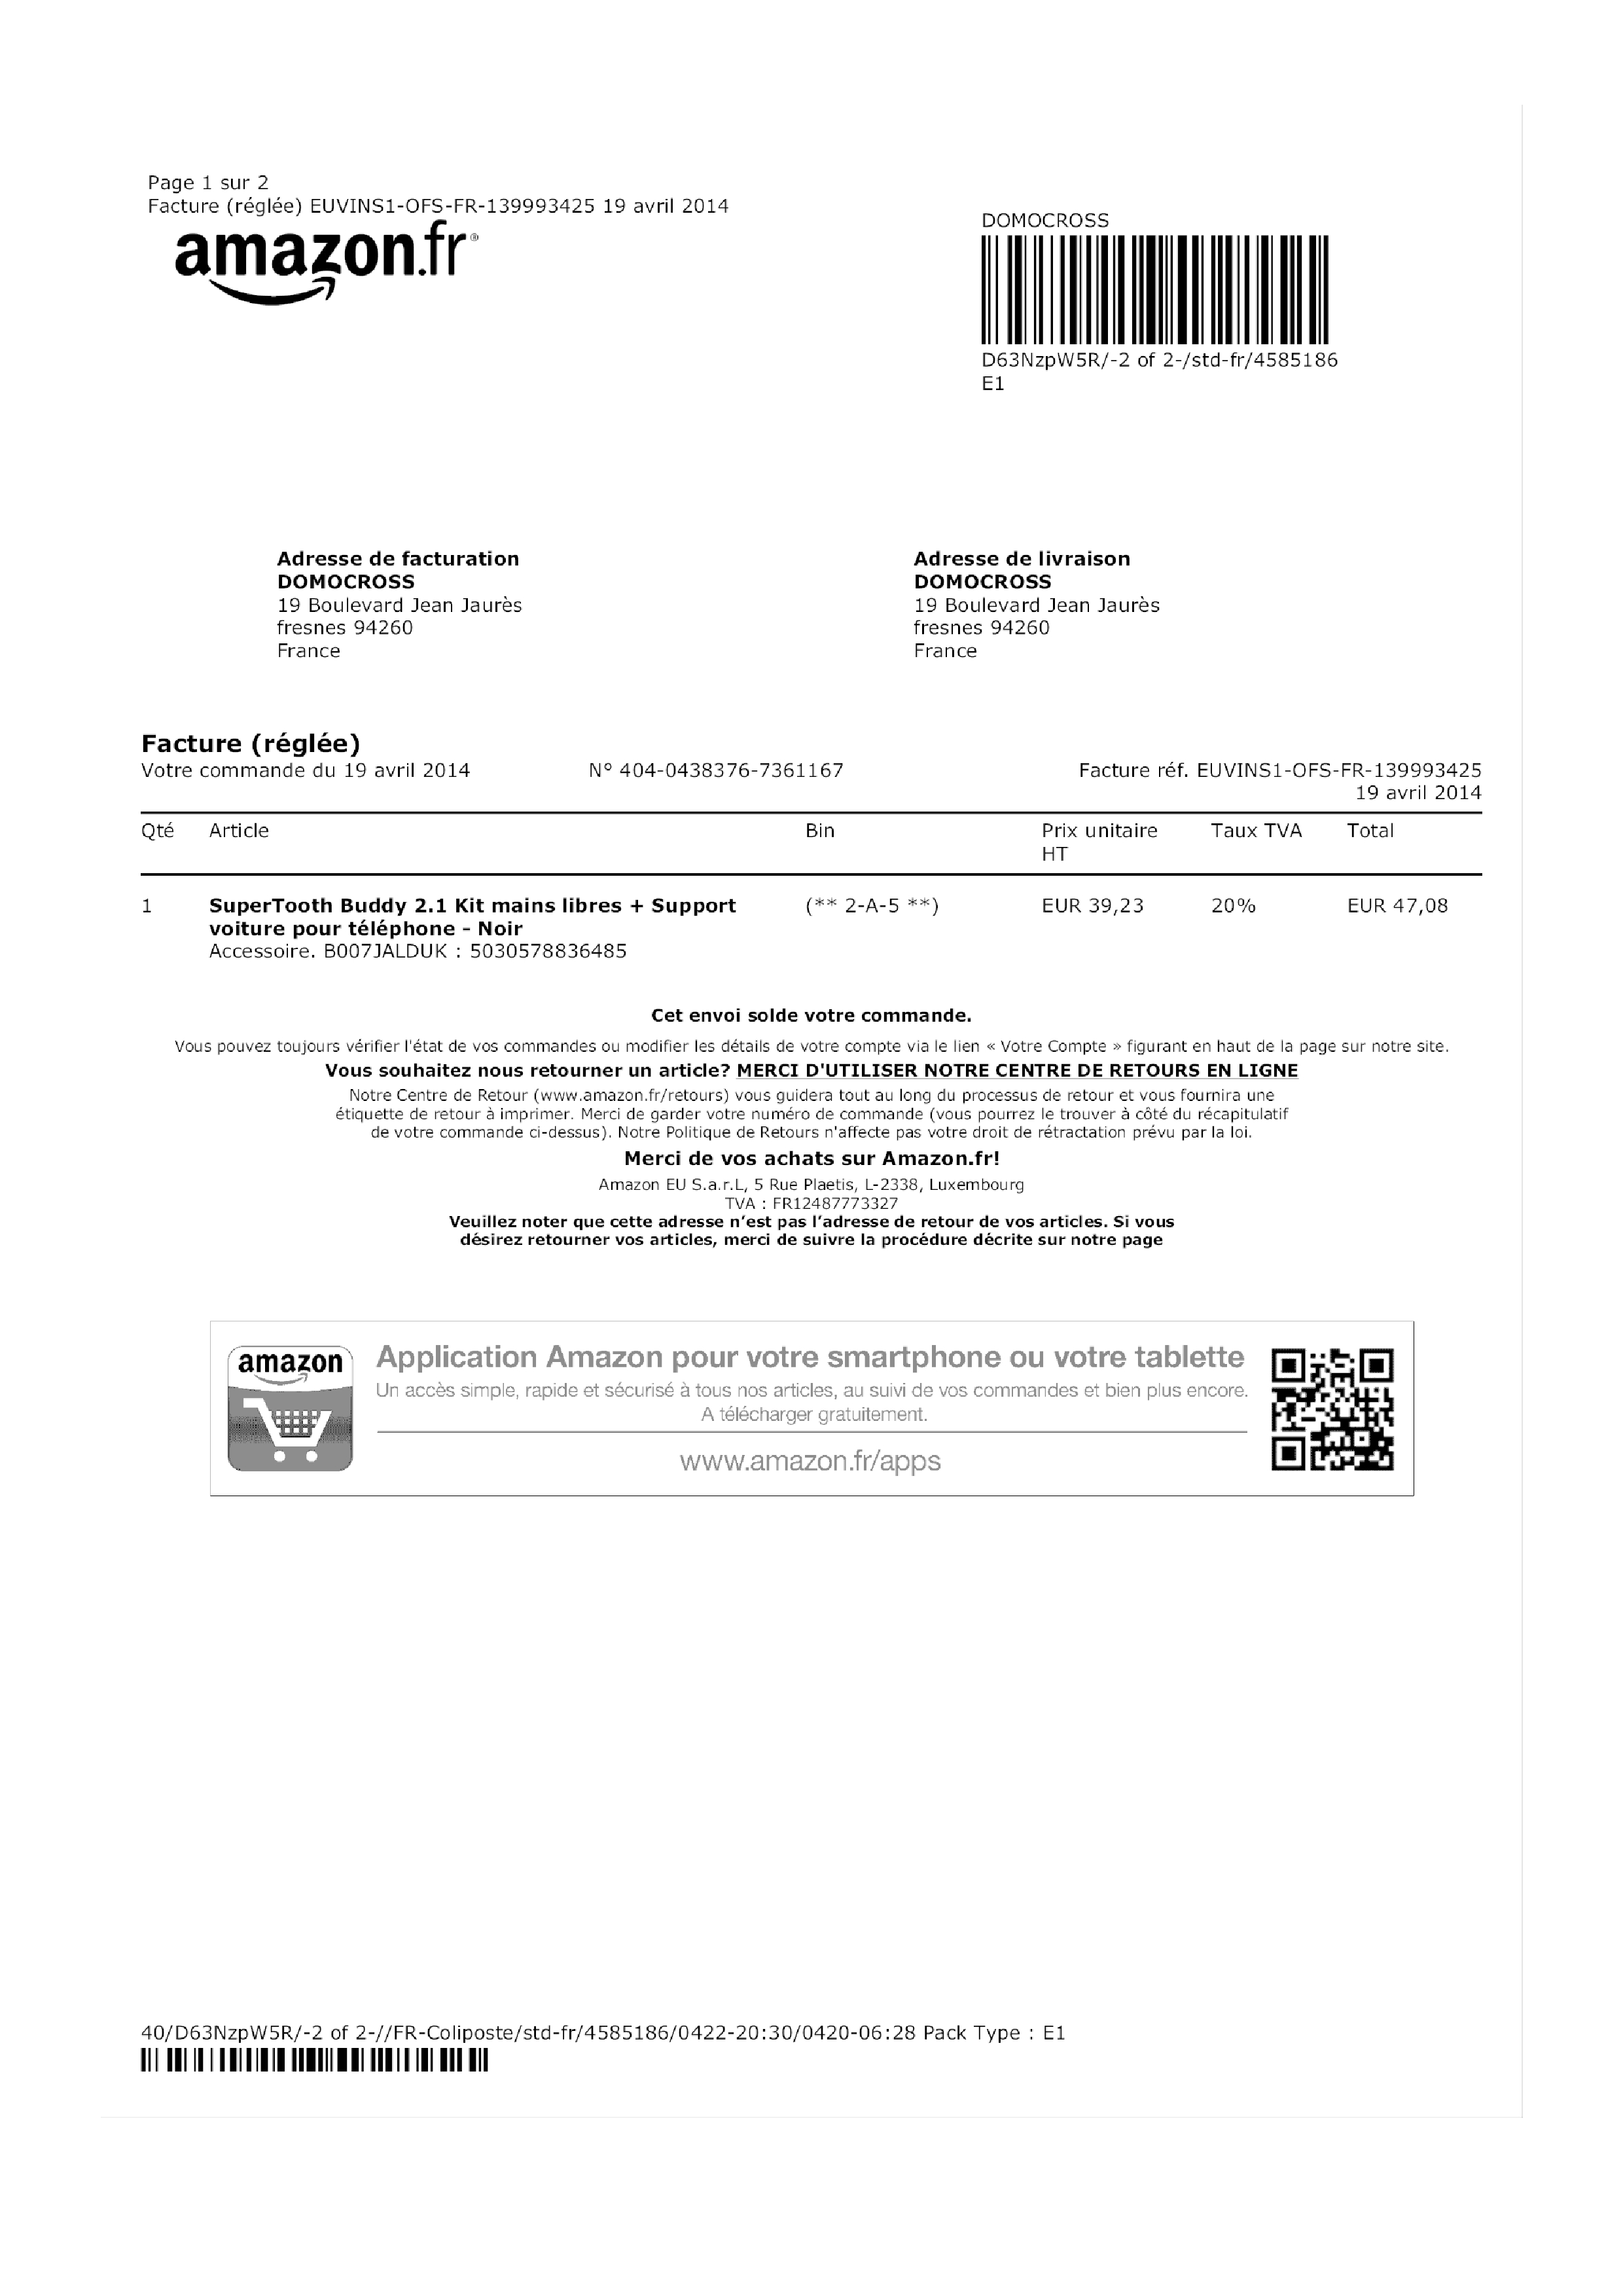 Page 1 sur 2
Facture (réglée) EUVINS1-OFS-FR-139993425 19 avril 2014
amazon.fr®
DOMOCROSS
D63NzpW5R/-2 of 2-/std-fr/4585186
E1
Adresse de facturation
DOMOCROSS
19 Boulevard Jean Jaurès
fresnes 94260
France
Adresse de livraison
DOMOCROSS
19 Boulevard Jean Jaurès
fresnes 94260
France
Facture (réglée)
Votre commande du 19 avril 2014 N° 404-0438376-7361167 Facture réf. EUVINS1-OFS-FR-139993425
19 avril 2014
Qté Article Bin Prix unitaire Taux TVA Total
HT
1 SuperTooth Buddy 2.1 Kit mains libres + Support (** 2-A-5 **) EUR 39,23 20% EUR 47,08
voiture pour téléphone - Noir
Accessoire. B007JALDUK : 5030578836485
Cet envoi solde votre commande.
Vous pouvez toujours vérifier l'état de vos commandes ou modifier les détails de votre compte via le lien « Votre Compte » figurant en haut de la page sur notre site.
Vous souhaitez nous retourner un article? MERCI D'UTILISER NOTRE CENTRE DE RETOURS EN LIGNE
Notre Centre de Retour (www.amazon.fr/retours) vous guidera tout au long du processus de retour et vous fournira une
étiquette de retour à imprimer. Merci de garder votre numéro de commande (vous pourrez le trouver à côté du récapitulatif
de votre commande ci-dessus). Notre Politique de Retours n'affecte pas votre droit de rétractation prévu par la loi.
Merci de vos achats sur Amazon.fr!
Amazon EU S.a.r.L, 5 Rue Plaetis, L-2338, Luxembourg
TVA : FR12487773327
Veuillez noter que cette adresse n’est pas l’adresse de retour de vos articles. Si vous
désirez retourner vos articles, merci de suivre la procédure décrite sur notre page
amazon
Application Amazon pour votre smartphone ou votre tablette
Un accès simple, rapide et sécurisé à tous nos articles, au suivi de vos commandes et bien plus encore.
A télécharger gratuitement.
www.amazon.fr/apps
40/D63NzpW5R/-2 of 2-//FR-Coliposte/std-fr/4585186/0422-20:30/0420-06:28 Pack Type : E1